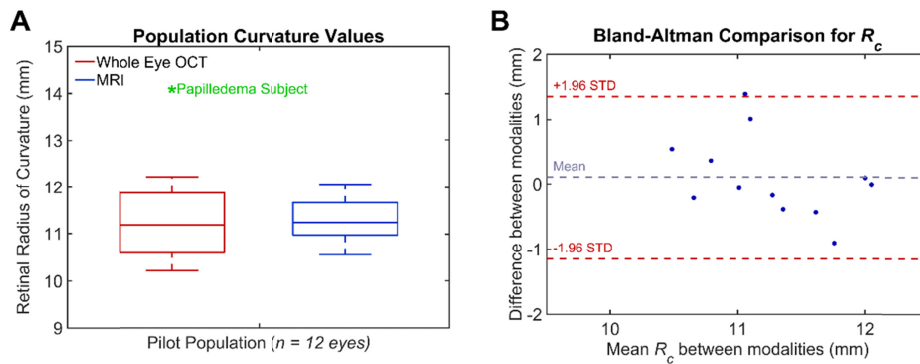 A
Population Curvature Values
15
14
13
12
11
10
9
Retinal Radius of Curvature (mm)
Whole Eye OCT
MRI
*Papilledema Subject
Pilot Population (n = 12 eyes)
B
Bland-Altman Comparison for Rc
2
1
0
-1
-2
Difference between modalities (mm)
+1.96 STD
Mean
-1.96 STD
10
11
12
Mean Rc between modalities (mm)